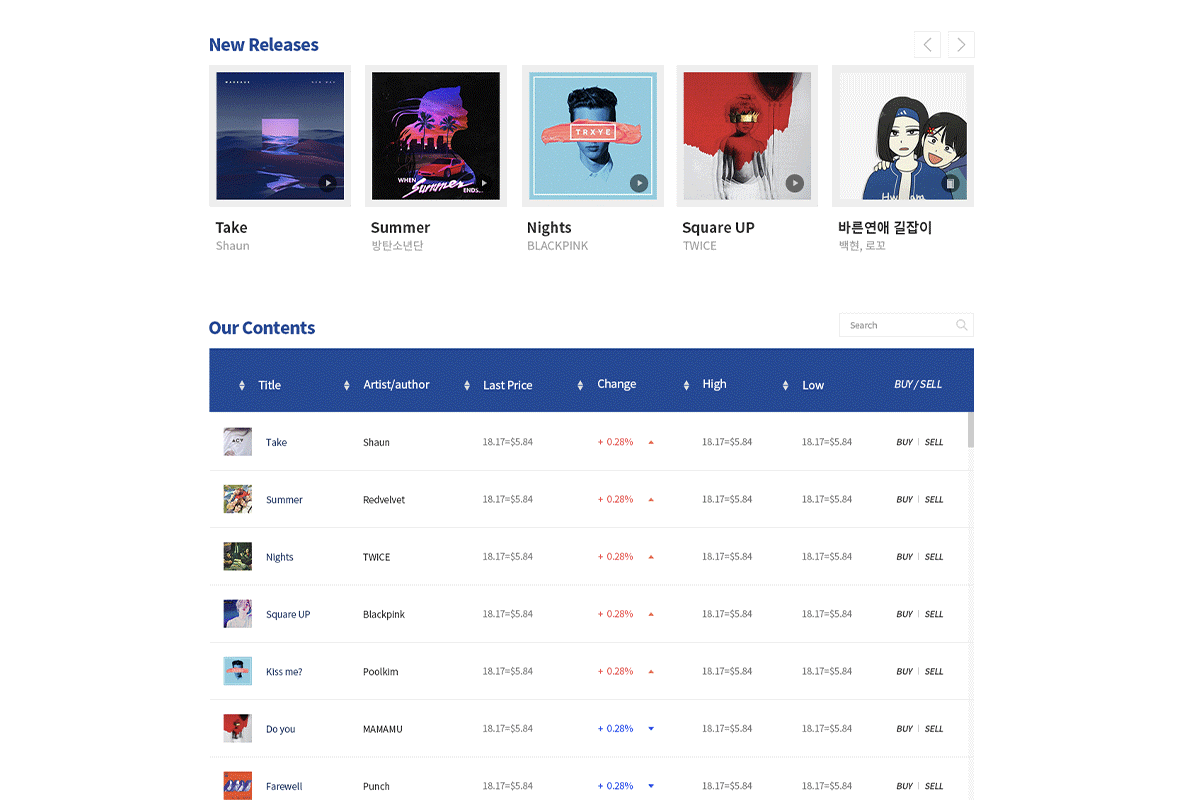 New Releases
TRXYE
WHEN Summer ENDS...
Take
Shaun
Summer
방탄소년단
Nights
BLACKPINK
Square UP
TWICE
바른연애 길잡이
백현, 로꼬
Our Contents
Search
Title Artist/author Last Price Change High Low BUY / SELL
ACY
Take Shaun 18.17=$5.84 + 0.28% 18.17=$5.84 18.17=$5.84 BUY | SELL
Summer Redvelvet 18.17=$5.84 + 0.28% 18.17=$5.84 18.17=$5.84 BUY | SELL
Nights TWICE 18.17=$5.84 + 0.28% 18.17=$5.84 18.17=$5.84 BUY | SELL
Square UP Blackpink 18.17=$5.84 + 0.28% 18.17=$5.84 18.17=$5.84 BUY | SELL
Kiss me? Poolkim 18.17=$5.84 + 0.28% 18.17=$5.84 18.17=$5.84 BUY | SELL
Do you MAMAMU 18.17=$5.84 + 0.28% 18.17=$5.84 18.17=$5.84 BUY | SELL
Farewell Punch 18.17=$5.84 + 0.28% 18.17=$5.84 18.17=$5.84 BUY | SELL